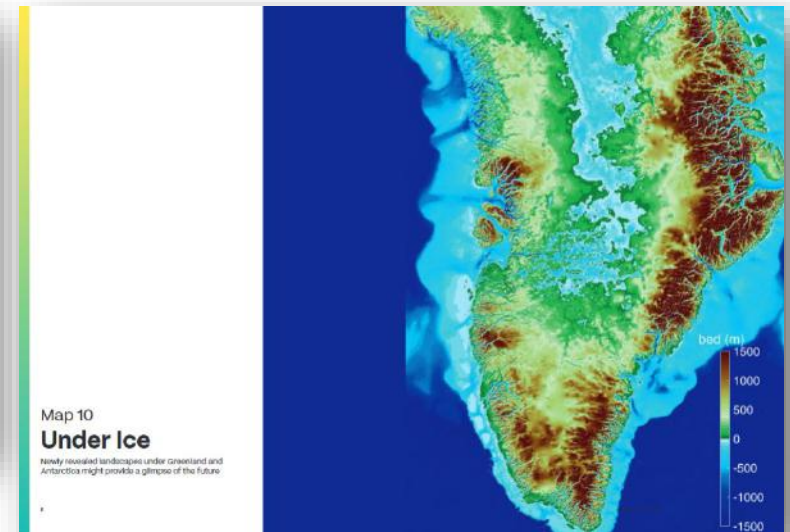 Map 10
Under Ice
Newly revealed landscapes under Greenland and
Antarctica might provide a glimpse of the future
bed (m)
1500
1000
500
0
-500
-1000
-1500